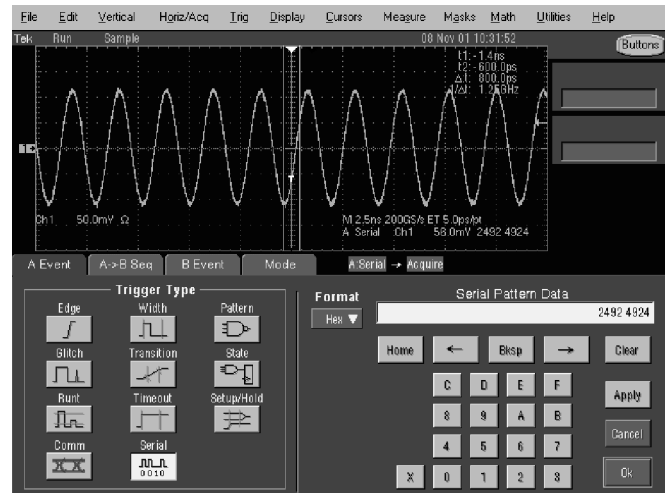 File Edit Vertical Horiz/Acq Trig Display Cursors Measure Masks Math Utilities Help
Tek Run Sample 08 Nov 01 10:31:52 Buttons
t1: -1.4ns
t2: -600.0ps
Δt: 800.0ps
1/Δt: 1.25GHz
Ch1 50.0mV Ω M 2.5ns 200GS/s ET 5.0ps/pt
A Serial Ch1 58.0mV 2492 4924
A Event A->B Seq B Event Mode A:Serial → Acquire
Trigger Type
Edge Width Pattern
Glitch Transition State
Runt Timeout Setup/Hold
Comm Serial
0010
Format Serial Pattern Data
Hex 2492 4924
Home ← Bksp → Clear
C D E F
Apply
8 9 A B
Cancel
4 5 6 7
X 0 1 2 3 Ok